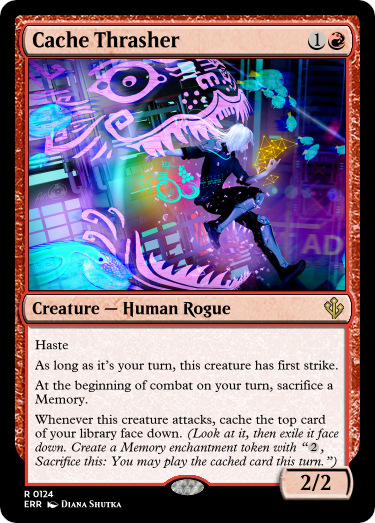 Cache Thrasher 1
AD
Creature — Human Rogue
Haste
As long as it's your turn, this creature has first strike.
At the beginning of combat on your turn, sacrifice a
Memory.
Whenever this creature attacks, cache the top card
of your library face down. (Look at it, then exile it face
down. Create a Memory enchantment token with “2,
Sacrifice this: You may play the cached card this turn.”)
2/2
R 0124
ERR DIANA SHUTKA